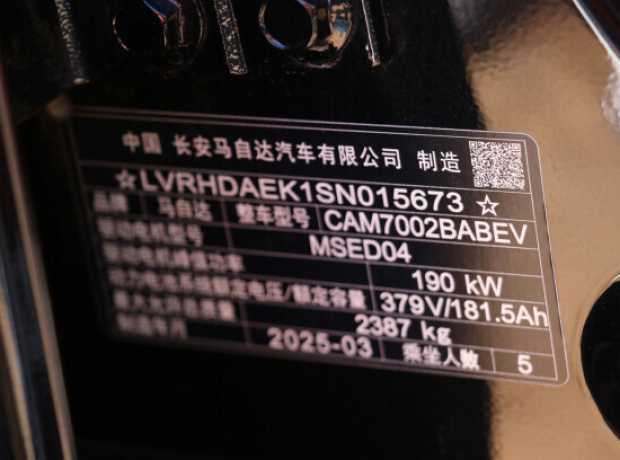 中国 长安马自达汽车有限公司 制造
☆LVRHDAEK1SN015673☆
品牌 马自达 整车型号 CAM7002BABEV
驱动电机型号 MSED04
驱动电机峰值功率 190 kW
动力电池系统额定电压/额定容量 379V/181.5Ah
最大允许总质量 2387 kg
制造年月 2025-03 乘坐人数 5